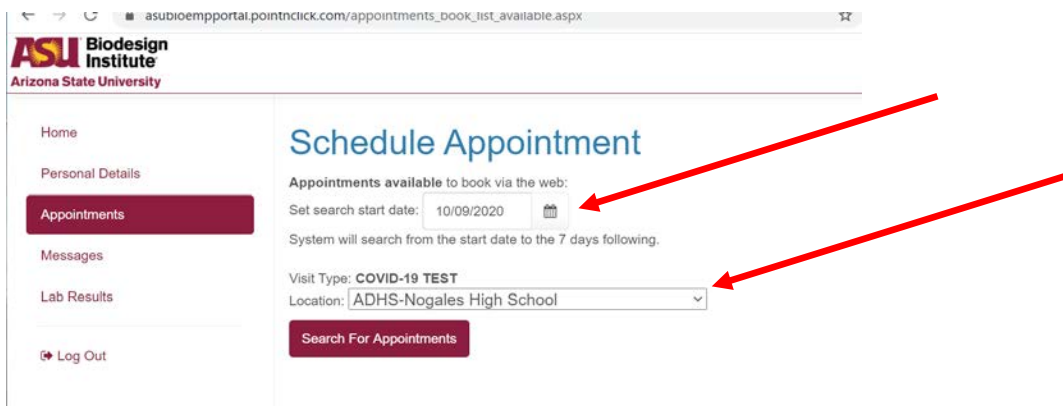 asubioempportal.pointnclick.com/appointments_book_list_available.aspx
ASU Biodesign
Institute
Arizona State University
Home
Personal Details
Appointments
Messages
Lab Results
Log Out
Schedule Appointment
Appointments available to book via the web:
Set search start date: 10/09/2020
System will search from the start date to the 7 days following.
Visit Type: COVID-19 TEST
Location: ADHS-Nogales High School
Search For Appointments